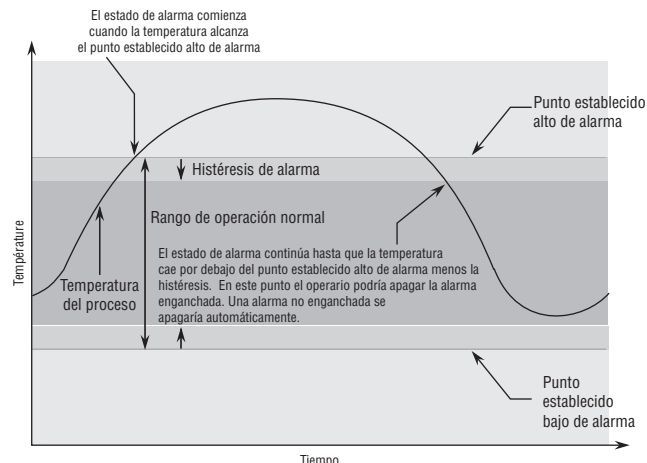 El estado de alarma comienza
cuando la temperatura alcanza
el punto establecido alto de alarma
Punto establecido
alto de alarma
Histéresis de alarma
Rango de operación normal
El estado de alarma continúa hasta que la temperatura
cae por debajo del punto establecido alto de alarma menos la
histéresis. En este punto el operario podría apagar la alarma
enganchada. Una alarma no enganchada se
apagaría automáticamente.
Temperatura
del proceso
Température
Punto
establecido
bajo de alarma
Tiempo